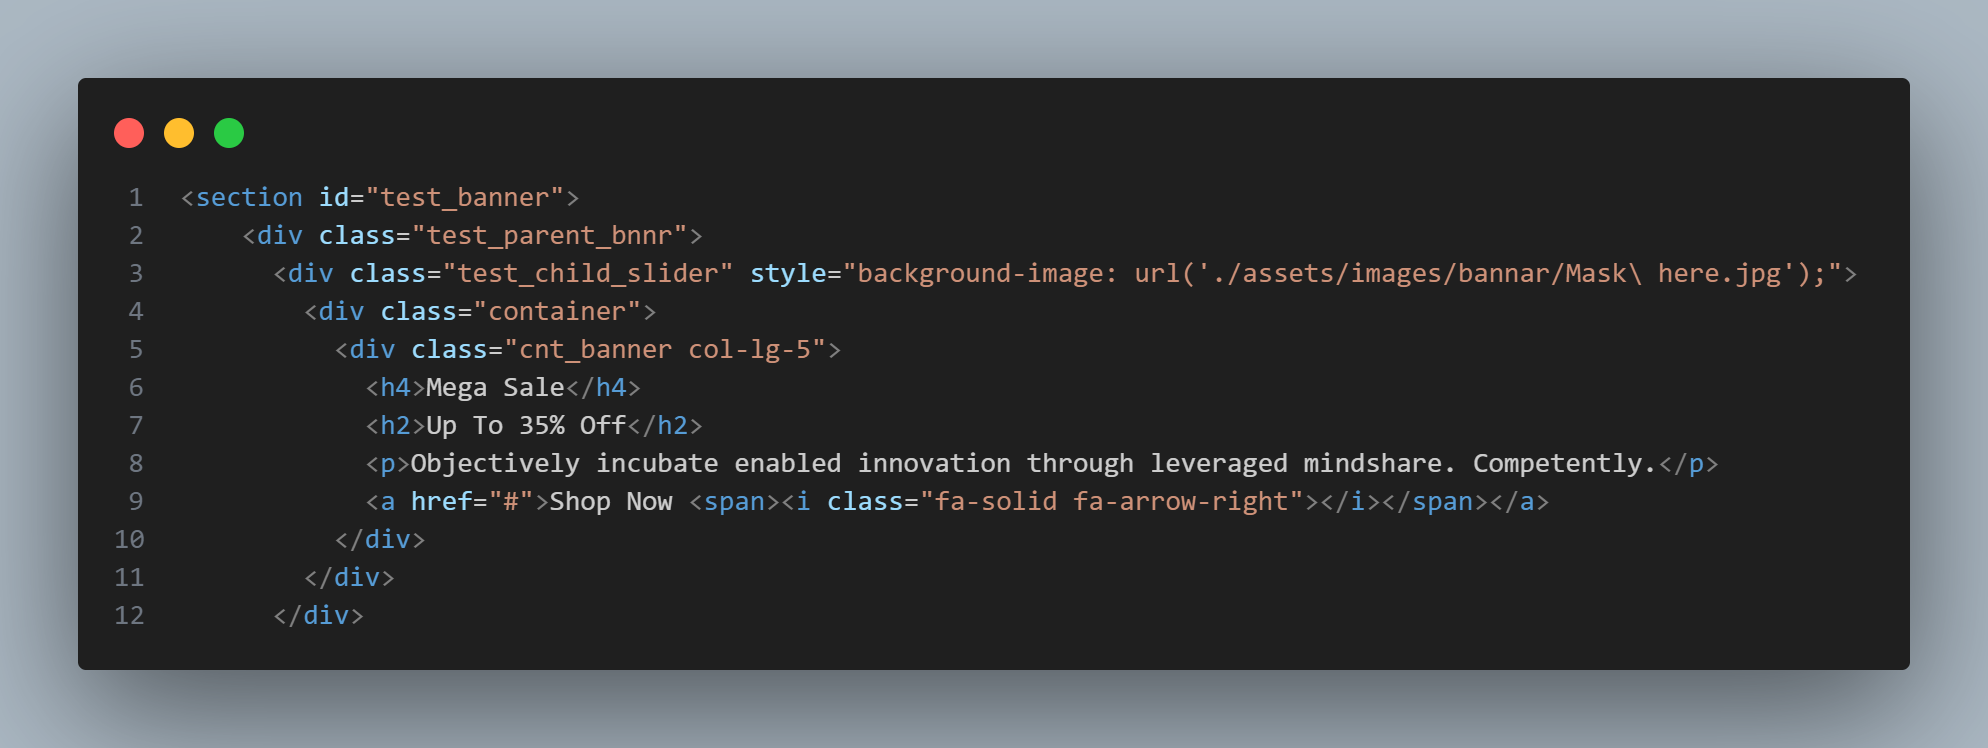 1 <section id="test_banner">
2     <div class="test_parent_bnnr">
3       <div class="test_child_slider" style="background-image: url('./assets/images/bannar/Mask\ here.jpg');">
4         <div class="container">
5           <div class="cnt_banner col-lg-5">
6             <h4>Mega Sale</h4>
7             <h2>Up To 35% Off</h2>
8             <p>Objectively incubate enabled innovation through leveraged mindshare. Competently.</p>
9             <a href="#">Shop Now <span><i class="fa-solid fa-arrow-right"></i></span></a>
10           </div>
11         </div>
12       </div>